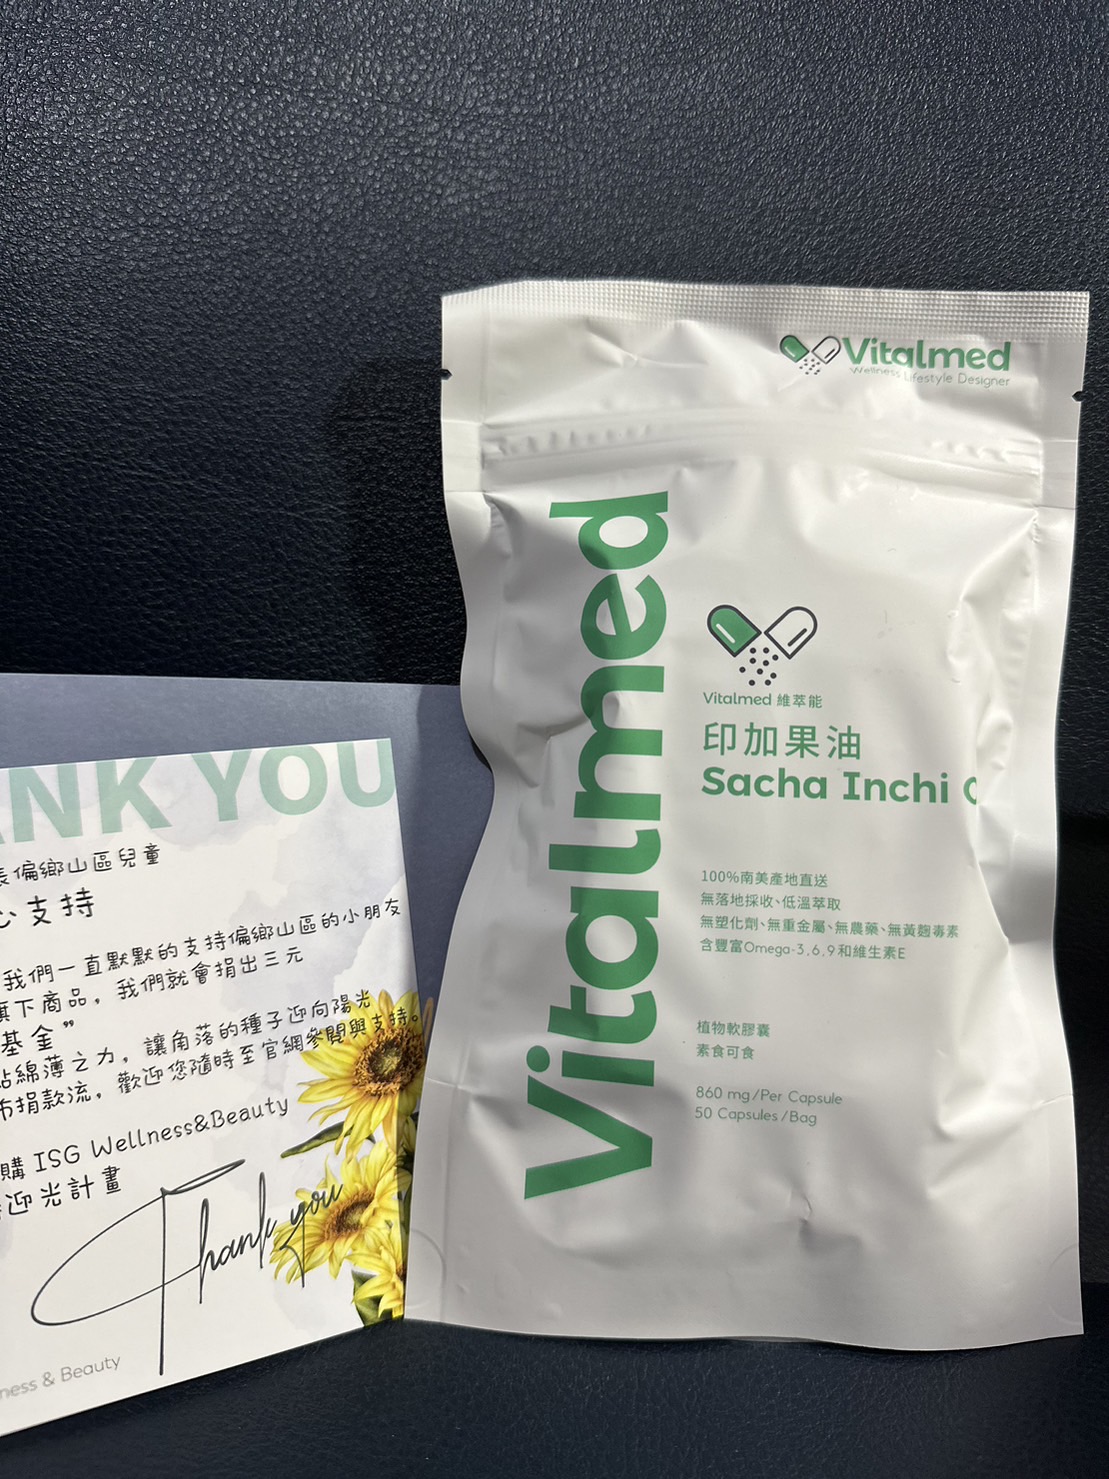 Vitalmed
Wellness Lifestyle Designer
Vitalmed
Vitalmed 維萃能
印加果油
Sacha Inchi
100%南美產地直送
無落地採收、低溫萃取
無塑化劑、無重金屬、無農藥、無黃麴毒素
含豐富Omega-3,6,9和維生素E
植物軟膠囊
素食可食
860 mg/Per Capsule
50 Capsules/Bag
ANK YOU
偏鄉山區兒童
心支持
我們一直默默的支持偏鄉山區的小朋友
旗下商品，我們就會捐出三元
基金”
點綿薄之力，讓角落的種子迎向陽光
布捐款流，歡迎您隨時至官網參閱與支持。
購 ISG Wellness&Beauty
迎光計畫
Thank you
ness & Beauty